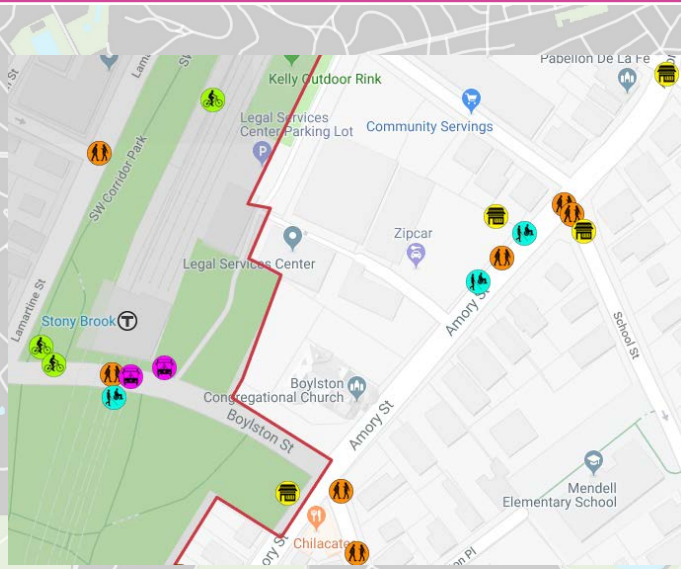 Pabellon De La Fe
Kelly Outdoor Rink
Legal Services
Center Parking Lot
Community Servings
SW Corridor Park
Zipcar
Legal Services Center
Lamartine St
Stony Brook
T
Amory St
School St
Boylston
Congregational Church
Boylston St
Amory St
Mendell
Elementary School
Chilacates